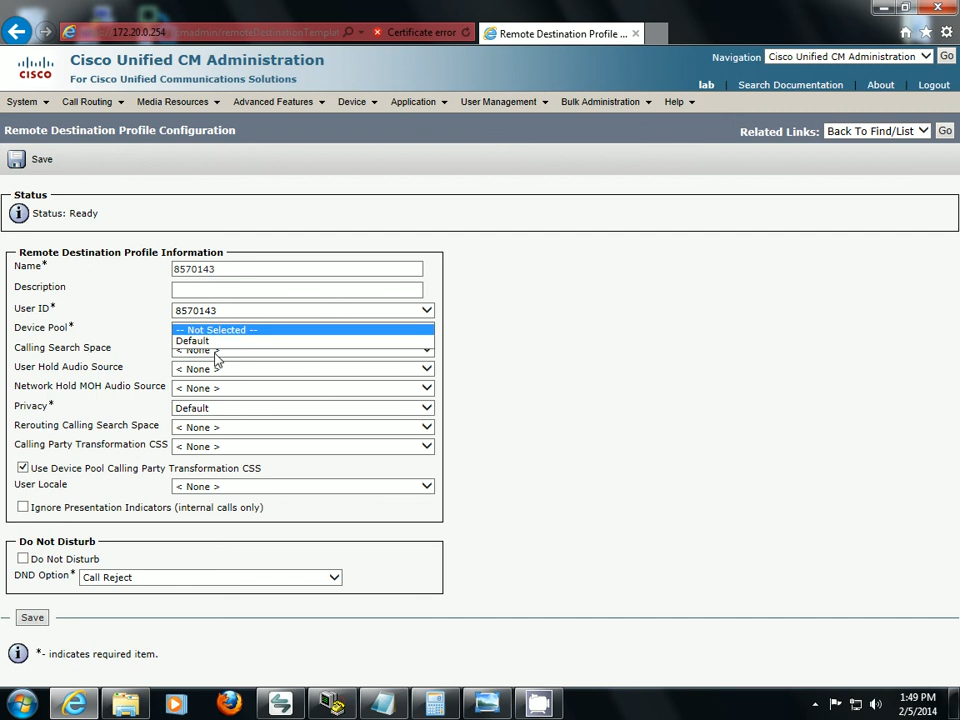 172.20.0.254
cmadmin/remoteDestinationTemplat
Certificate error
Remote Destination Profile ...
CISCO
Cisco Unified CM Administration
For Cisco Unified Communications Solutions
Navigation
Cisco Unified CM Administration
Go
lab
Search Documentation
About
Logout
System
Call Routing
Media Resources
Advanced Features
Device
Application
User Management
Bulk Administration
Help
Remote Destination Profile Configuration
Related Links:
Back To Find/List
Go
Save
Status
Status: Ready
Remote Destination Profile Information
Name*
8570143
Description
User ID*
8570143
Device Pool*
-- Not Selected --
Default
Calling Search Space
< None >
User Hold Audio Source
< None >
Network Hold MOH Audio Source
< None >
Privacy*
Default
Rerouting Calling Search Space
< None >
Calling Party Transformation CSS
< None >
Use Device Pool Calling Party Transformation CSS
User Locale
< None >
Ignore Presentation Indicators (internal calls only)
Do Not Disturb
Do Not Disturb
DND Option*
Call Reject
Save
*- indicates required item.
1:49 PM
2/5/2014